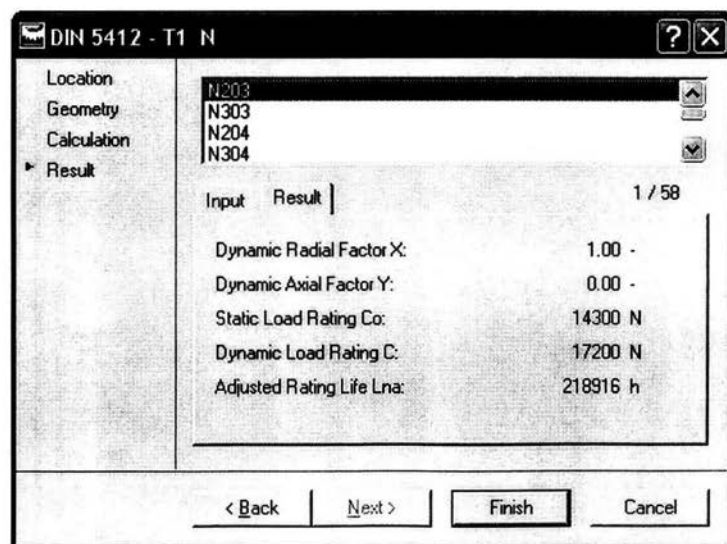 DIN 5412 - T1 N
Location
Geometry
Calculation
Result
N203
N303
N204
N304
Input Result 1 / 58
Dynamic Radial Factor X: 1.00 -
Dynamic Axial Factor Y: 0.00 -
Static Load Rating Co: 14300 N
Dynamic Load Rating C: 17200 N
Adjusted Rating Life Lna: 218916 h
< Back Next > Finish Cancel